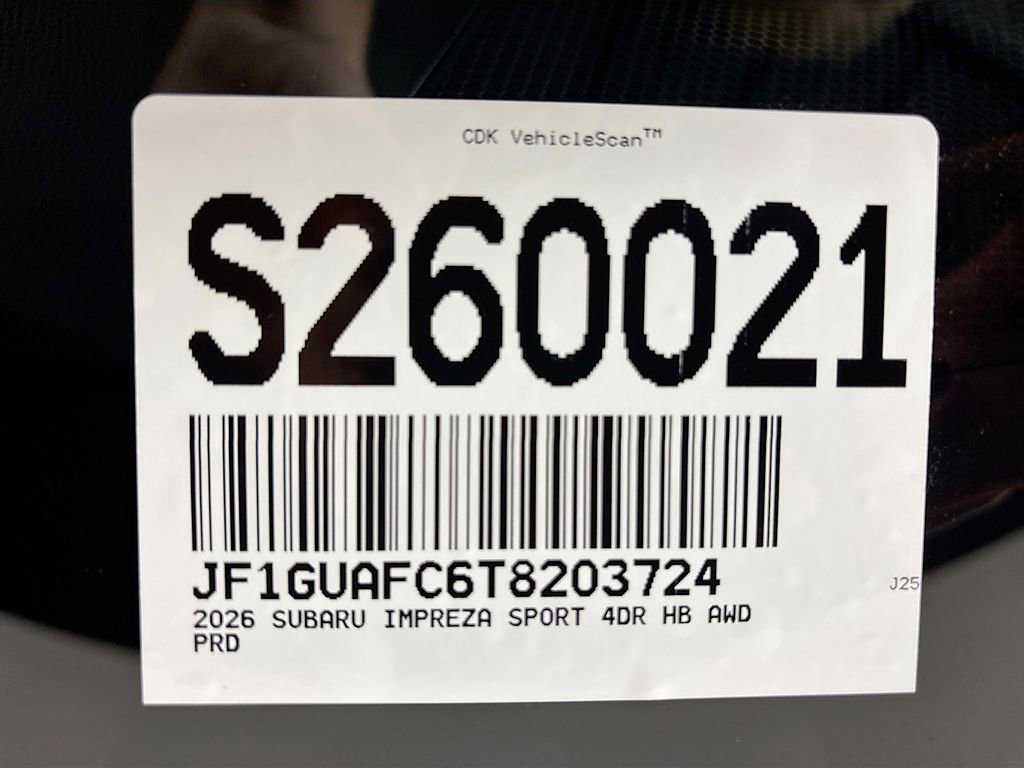 CDK VehicleScan™
S260021
JF1GUAFC6T8203724
J25
2026 SUBARU IMPREZA SPORT 4DR HB AWD
PRD